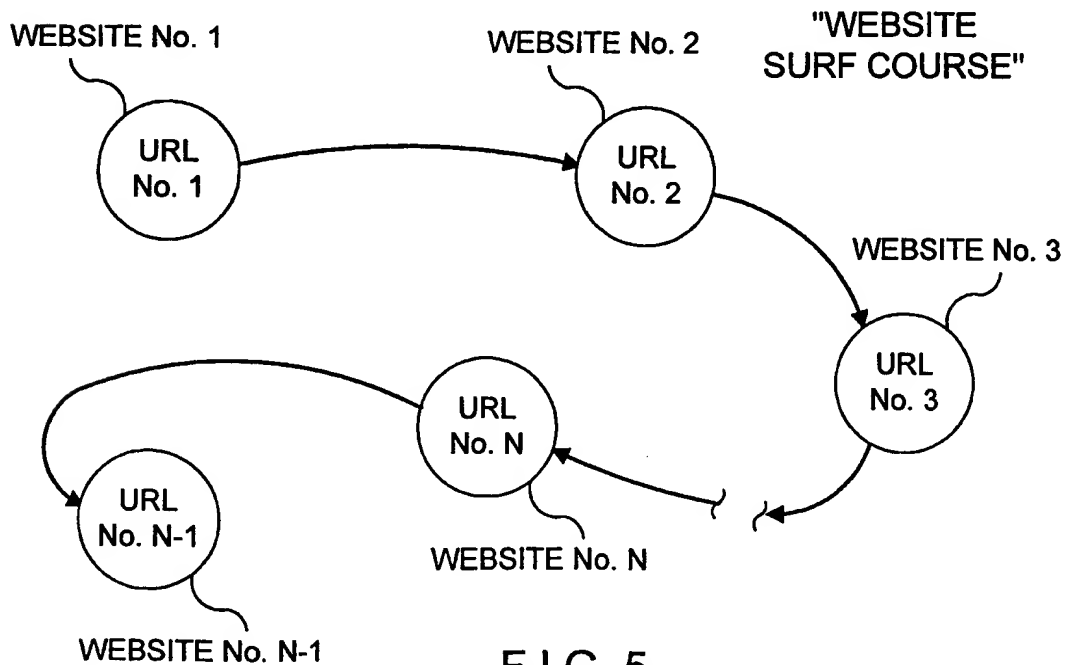 WEBSITE No. 1
WEBSITE No. 2
"WEBSITE
SURF COURSE"
URL
No. 1
URL
No. 2
WEBSITE No. 3
URL
No. 3
URL
No. N
URL
No. N-1
WEBSITE No. N
WEBSITE No. N-1
FIG. 5